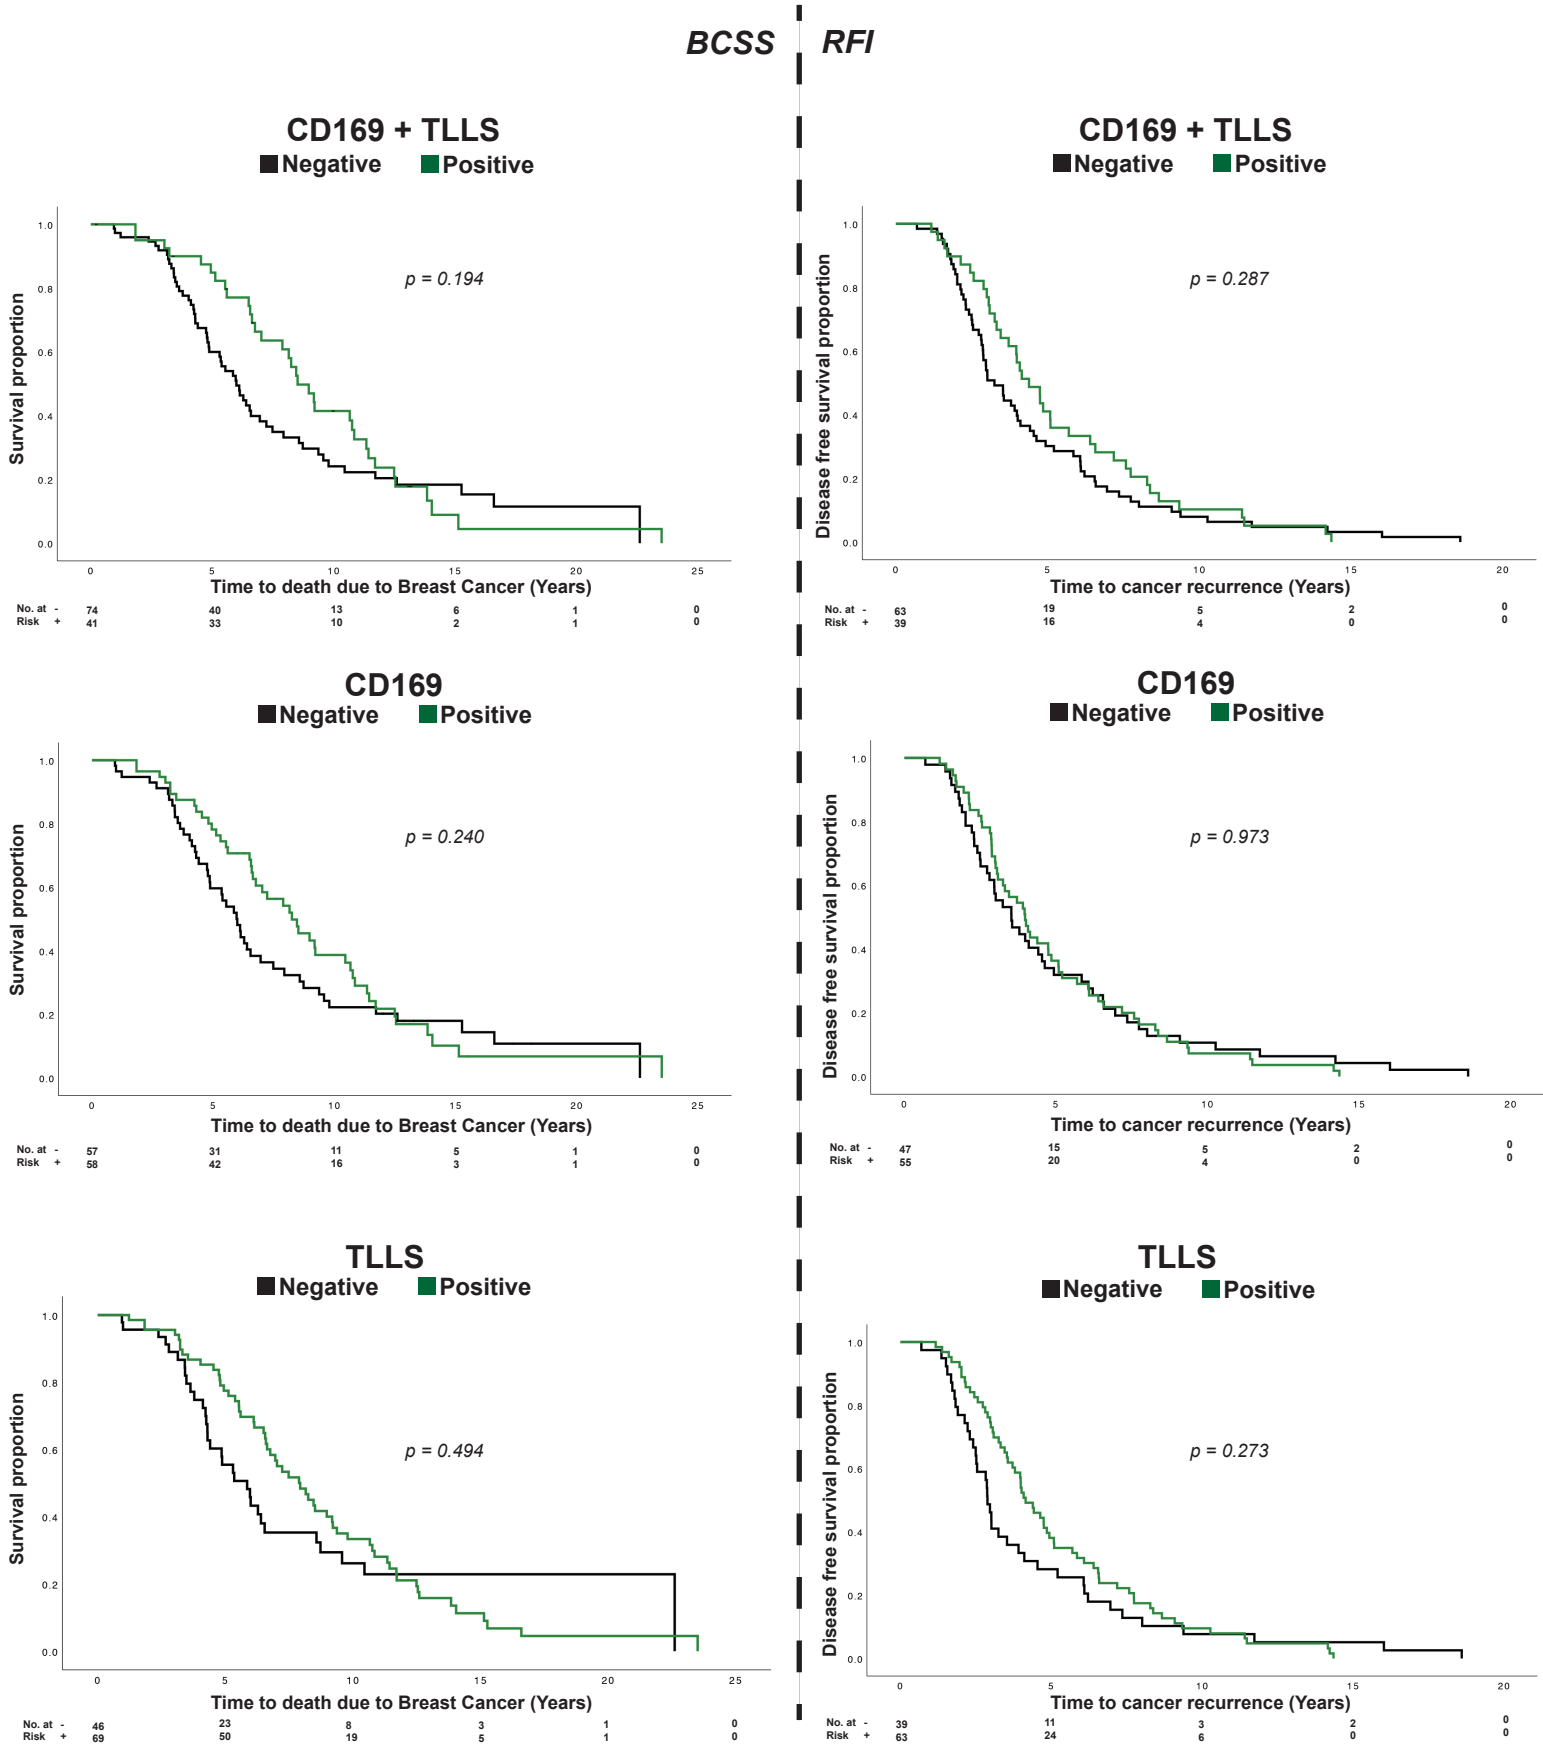 BCSS
RFI
CD169 + TLLS
Negative Positive
Survival proportion
1.0
0.8
0.6
0.4
0.2
0.0
p = 0.194
0 5 10 15 20 25
Time to death due to Breast Cancer (Years)
No. at - 74 40 13 6 1 0
Risk + 41 33 10 2 1 0
CD169 + TLLS
Negative Positive
Disease free survival proportion
1.0
0.8
0.6
0.4
0.2
0.0
p = 0.287
0 5 10 15 20
Time to cancer recurrence (Years)
No. at - 63 19 5 2 0
Risk + 39 16 4 0 0
CD169
Negative Positive
Survival proportion
1.0
0.8
0.6
0.4
0.2
0.0
p = 0.240
0 5 10 15 20 25
Time to death due to Breast Cancer (Years)
No. at - 57 31 11 5 1 0
Risk + 58 42 16 3 1 0
CD169
Negative Positive
Disease free survival proportion
1.0
0.8
0.6
0.4
0.2
0.0
p = 0.973
0 5 10 15 20
Time to cancer recurrence (Years)
No. at - 47 15 5 2 0
Risk + 55 20 4 0 0
TLLS
Negative Positive
Survival proportion
1.0
0.8
0.6
0.4
0.2
0.0
p = 0.494
0 5 10 15 20 25
Time to death due to Breast Cancer (Years)
No. at - 46 23 8 3 1 0
Risk + 69 50 19 5 1 0
TLLS
Negative Positive
Disease free survival proportion
1.0
0.8
0.6
0.4
0.2
0.0
p = 0.273
0 5 10 15 20
Time to cancer recurrence (Years)
No. at - 39 11 3 2 0
Risk + 63 24 6 0 0